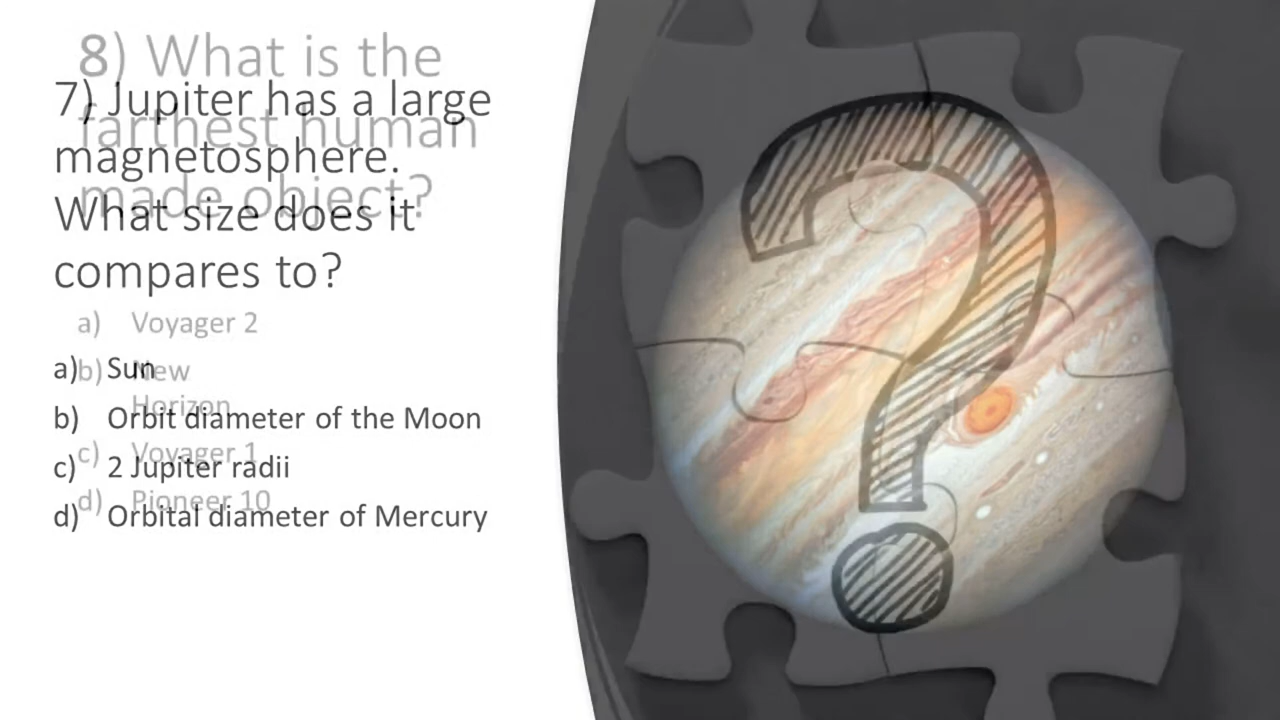 8) What is the
farthest human
made object?
a) Voyager 2
b) New
Horizon
c) Voyager 1
d) Pioneer 10
7) Jupiter has a large
magnetosphere.
What size does it
compares to?
a) Sun
b) Orbit diameter of the Moon
c) 2 Jupiter radii
d) Orbital diameter of Mercury